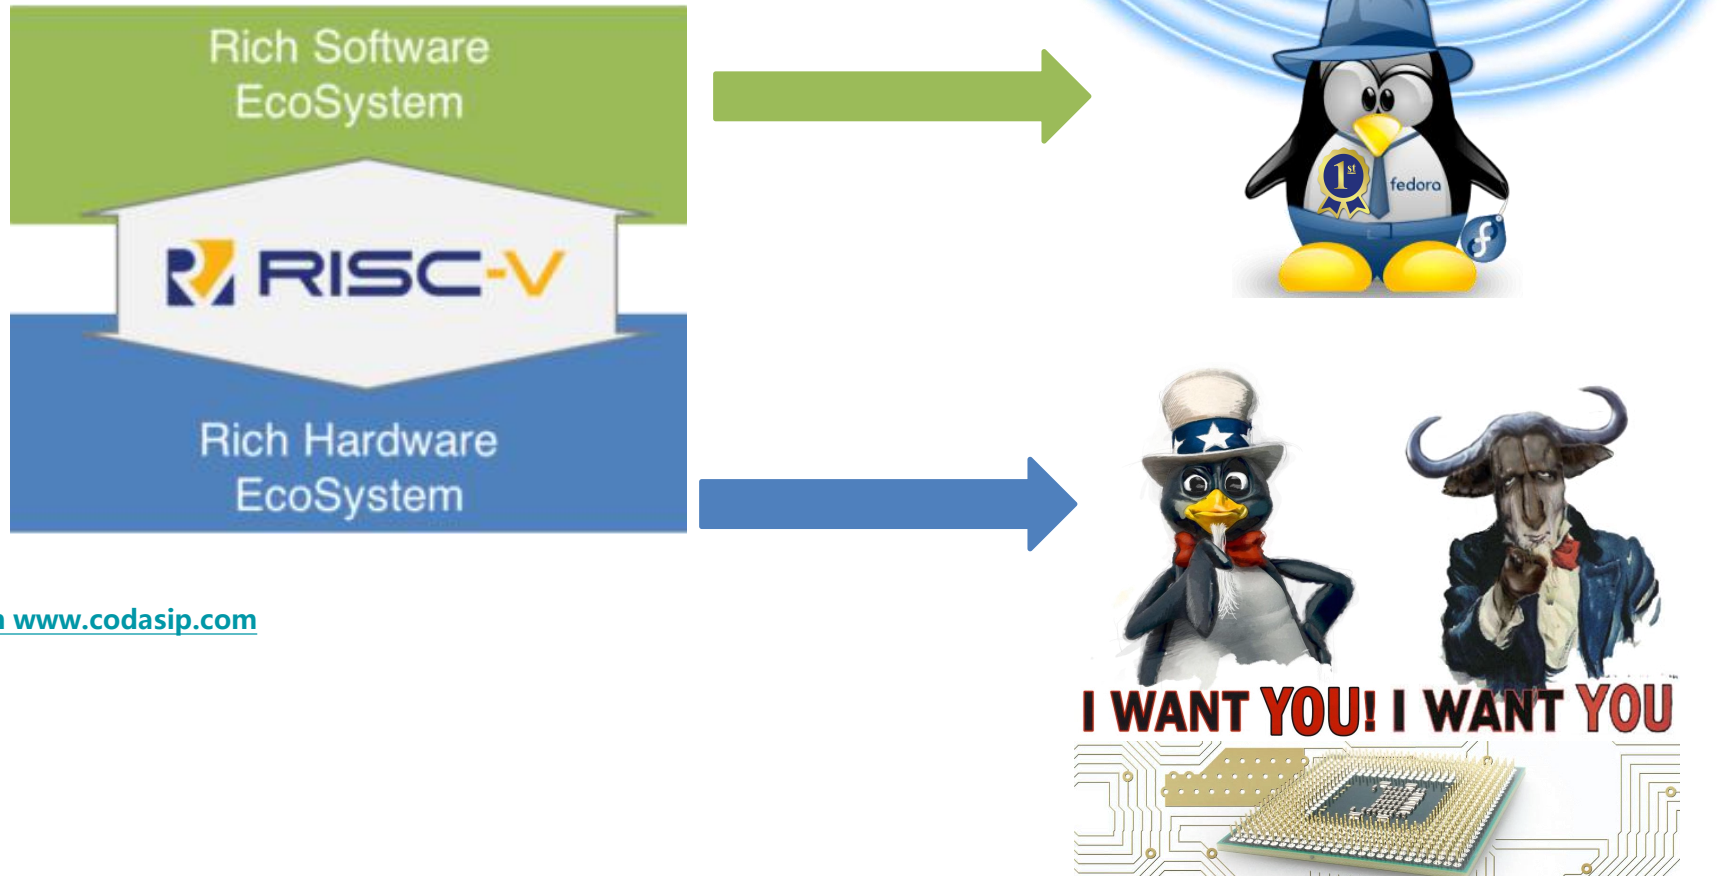 Rich Software
EcoSystem
RISC-V
Rich Hardware
EcoSystem
www.codasip.com
1st
fedora
I WANT YOU! I WANT YOU